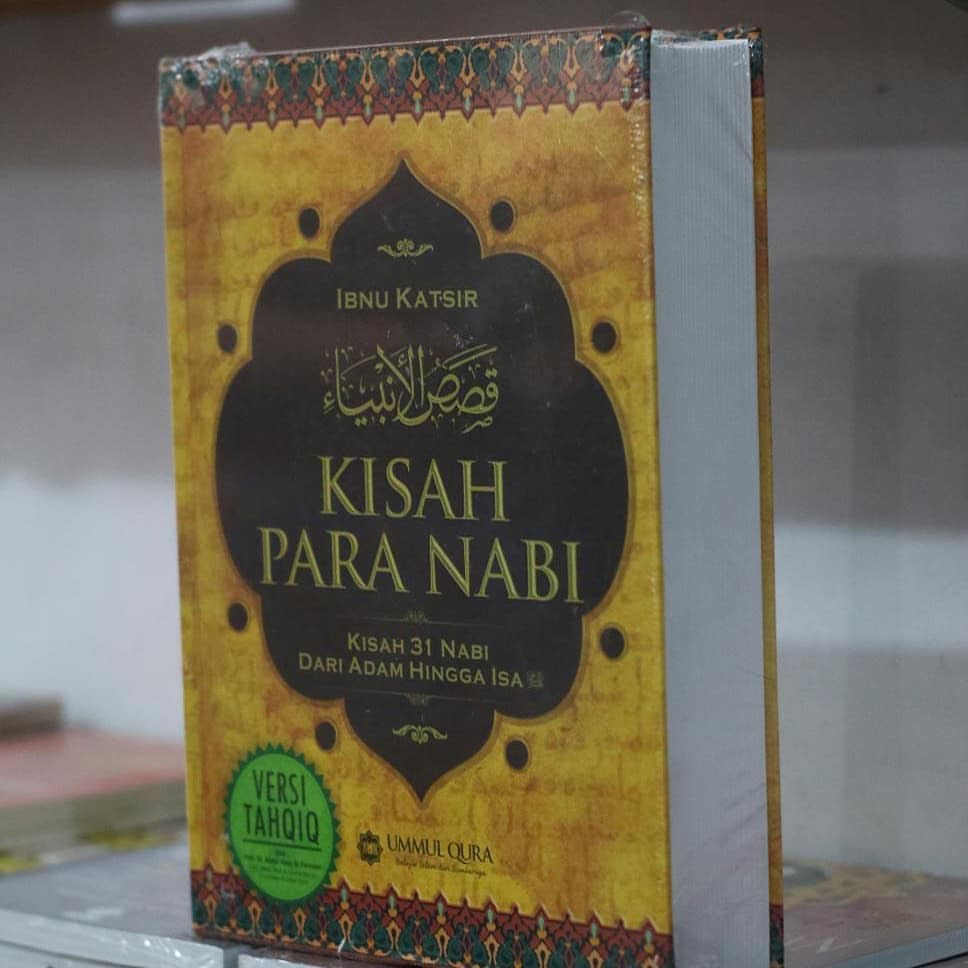 IBNU KATSIR
قصص الأنبياء
KISAH
PARA NABI
KISAH 31 NABI
DARI ADAM HINGGA ISA
VERSI
TAHQIQ
UMMUL QURA